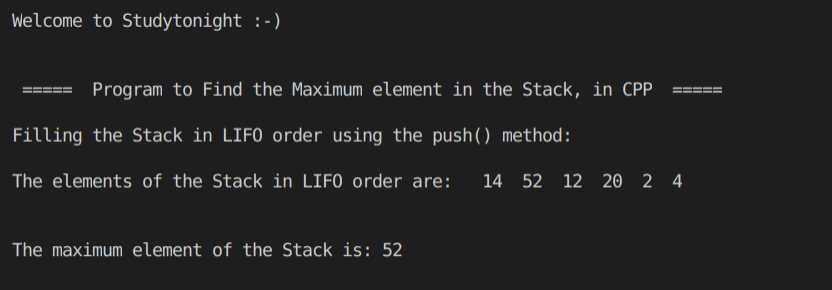 Welcome to Studytonight :-)
===== Program to Find the Maximum element in the Stack, in CPP =====
Filling the Stack in LIFO order using the push() method:
The elements of the Stack in LIFO order are: 14 52 12 20 2 4
The maximum element of the Stack is: 52